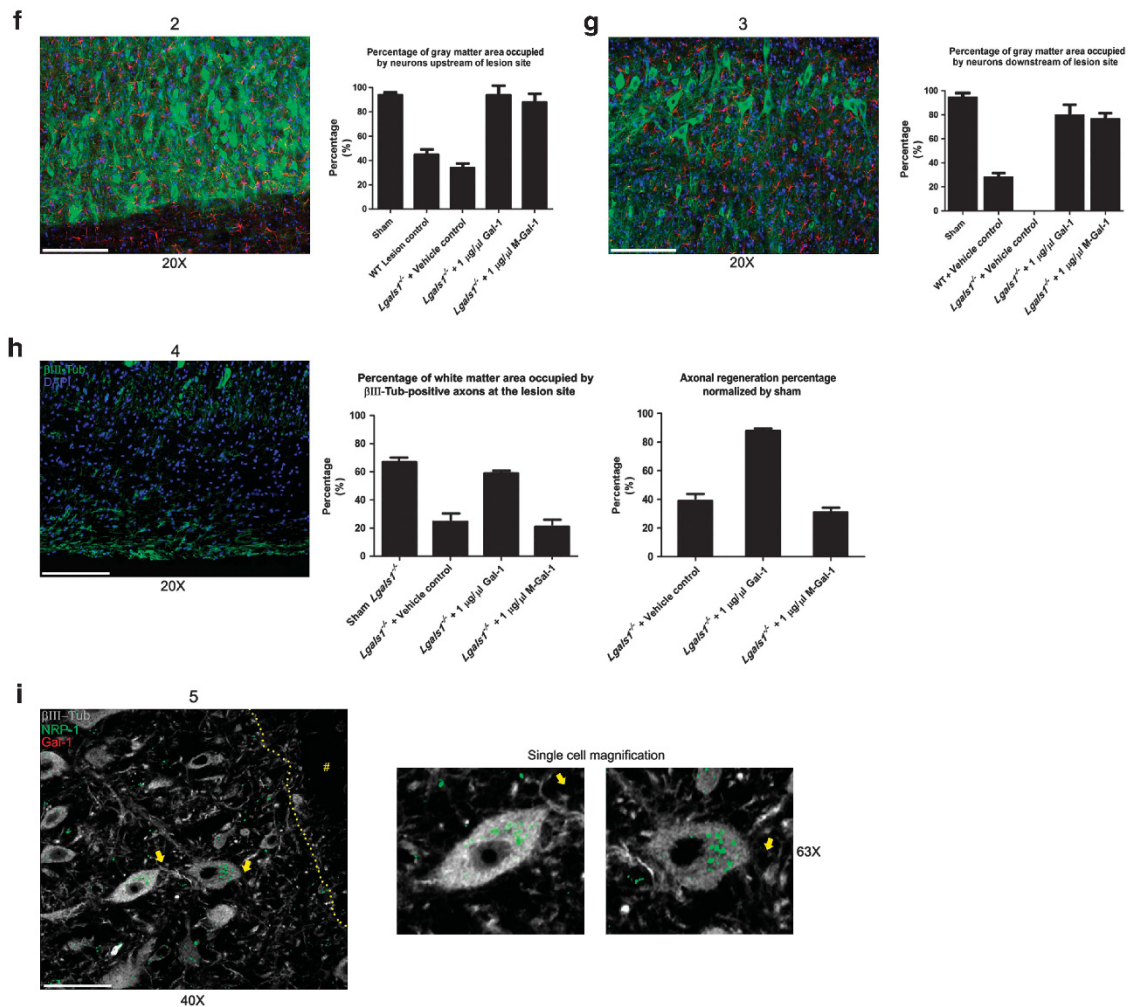 f
2
20X
Percentage of gray matter area occupied
by neurons upstream of lesion site
Percentage
(%)
100
80
60
40
20
0
Sham
WT Lesion control
Lgals1-/- + Vehicle control
Lgals1-/- + 1 μg/μl Gal-1
Lgals1-/- + 1 μg/μl M-Gal-1
g
3
20X
Percentage of gray matter area occupied
by neurons downstream of lesion site
Percentage
(%)
100
80
60
40
20
0
Sham
WT + Vehicle control
Lgals1-/- + Vehicle control
Lgals1-/- + 1 μg/μl Gal-1
Lgals1-/- + 1 μg/μl M-Gal-1
h
4
βIII-Tub
DAPI
20X
Percentage of white matter area occupied by
βIII-Tub-positive axons at the lesion site
Percentage
(%)
100
80
60
40
20
0
Sham Lgals1-/-
Lgals1-/- + Vehicle control
Lgals1-/- + 1 μg/μl Gal-1
Lgals1-/- + 1 μg/μl M-Gal-1
Axonal regeneration percentage
normalized by sham
Percentage
(%)
100
80
60
40
20
0
Lgals1-/- + Vehicle control
Lgals1-/- + 1 μg/μl Gal-1
Lgals1-/- + 1 μg/μl M-Gal-1
i
5
βIII–Tub
NRP-1
Gal-1
#
40X
Single cell magnification
63X